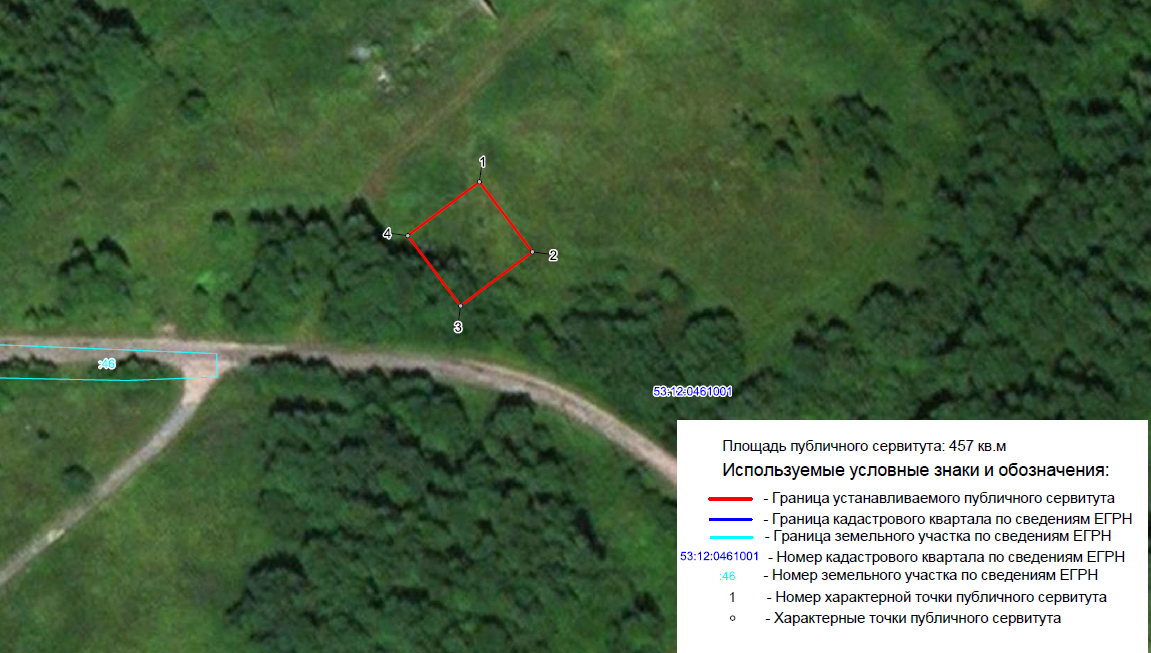 1
4
2
3
:46
53:12:0461001
Площадь публичного сервитута: 457 кв.м
Используемые условные знаки и обозначения:
- Граница устанавливаемого публичного сервитута
- Граница кадастрового квартала по сведениям ЕГРН
- Граница земельного участка по сведениям ЕГРН
53:12:0461001 - Номер кадастрового квартала по сведениям ЕГРН
:46 - Номер земельного участка по сведениям ЕГРН
1 - Номер характерной точки публичного сервитута
- Характерные точки публичного сервитута